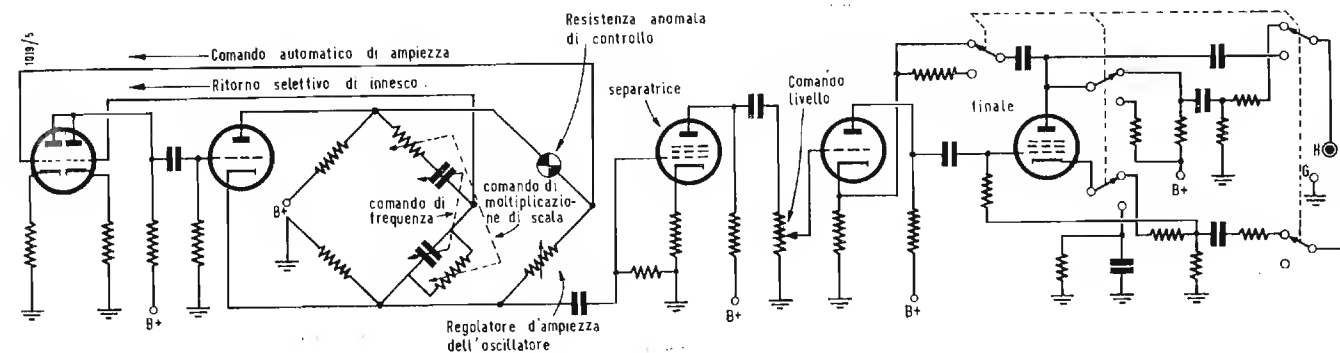 1019/5
Comando automatico di ampiezza
Ritorno selettivo di innesco.
Resistenza anomala
di controllo
B+
comando di
frequenza
comando di
moltiplicazio-
ne di scala
Regolatore d'ampiezza
dell'oscillatore
B+
separatrice
B+
Comando
livello
B+
finale
B+
H
G